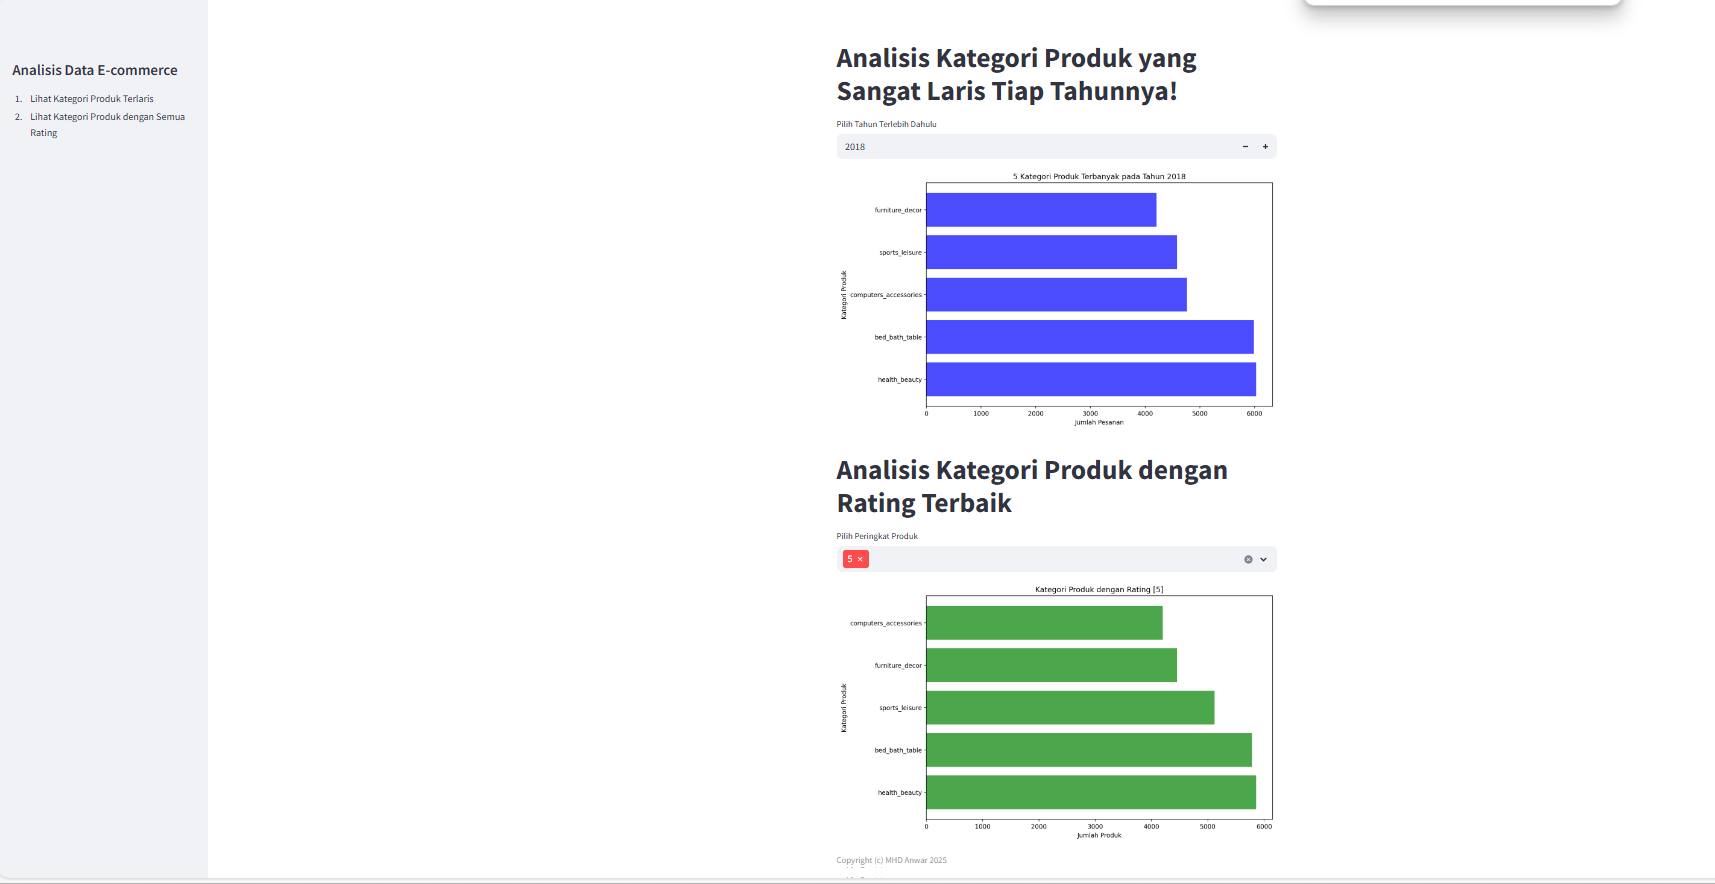 Analisis Data E-commerce
1. Lihat Kategori Produk Terlaris
2. Lihat Kategori Produk dengan Semua
Rating
Analisis Kategori Produk yang
Sangat Laris Tiap Tahunnya!
Pilih Tahun Terlebih Dahulu
2018
5 Kategori Produk Terbanyak pada Tahun 2018
Kategori Produk
furniture_decor
sports_leisure
computers_accessories
bed_bath_table
health_beauty
0 1000 2000 3000 4000 5000 6000
Jumlah Pesanan
Analisis Kategori Produk dengan
Rating Terbaik
Pilih Peringkat Produk
5 ×
Kategori Produk dengan Rating [5]
Kategori Produk
computers_accessories
furniture_decor
sports_leisure
bed_bath_table
health_beauty
0 1000 2000 3000 4000 5000 6000
Jumlah Produk
Copyright (c) MHD Anwar 2025